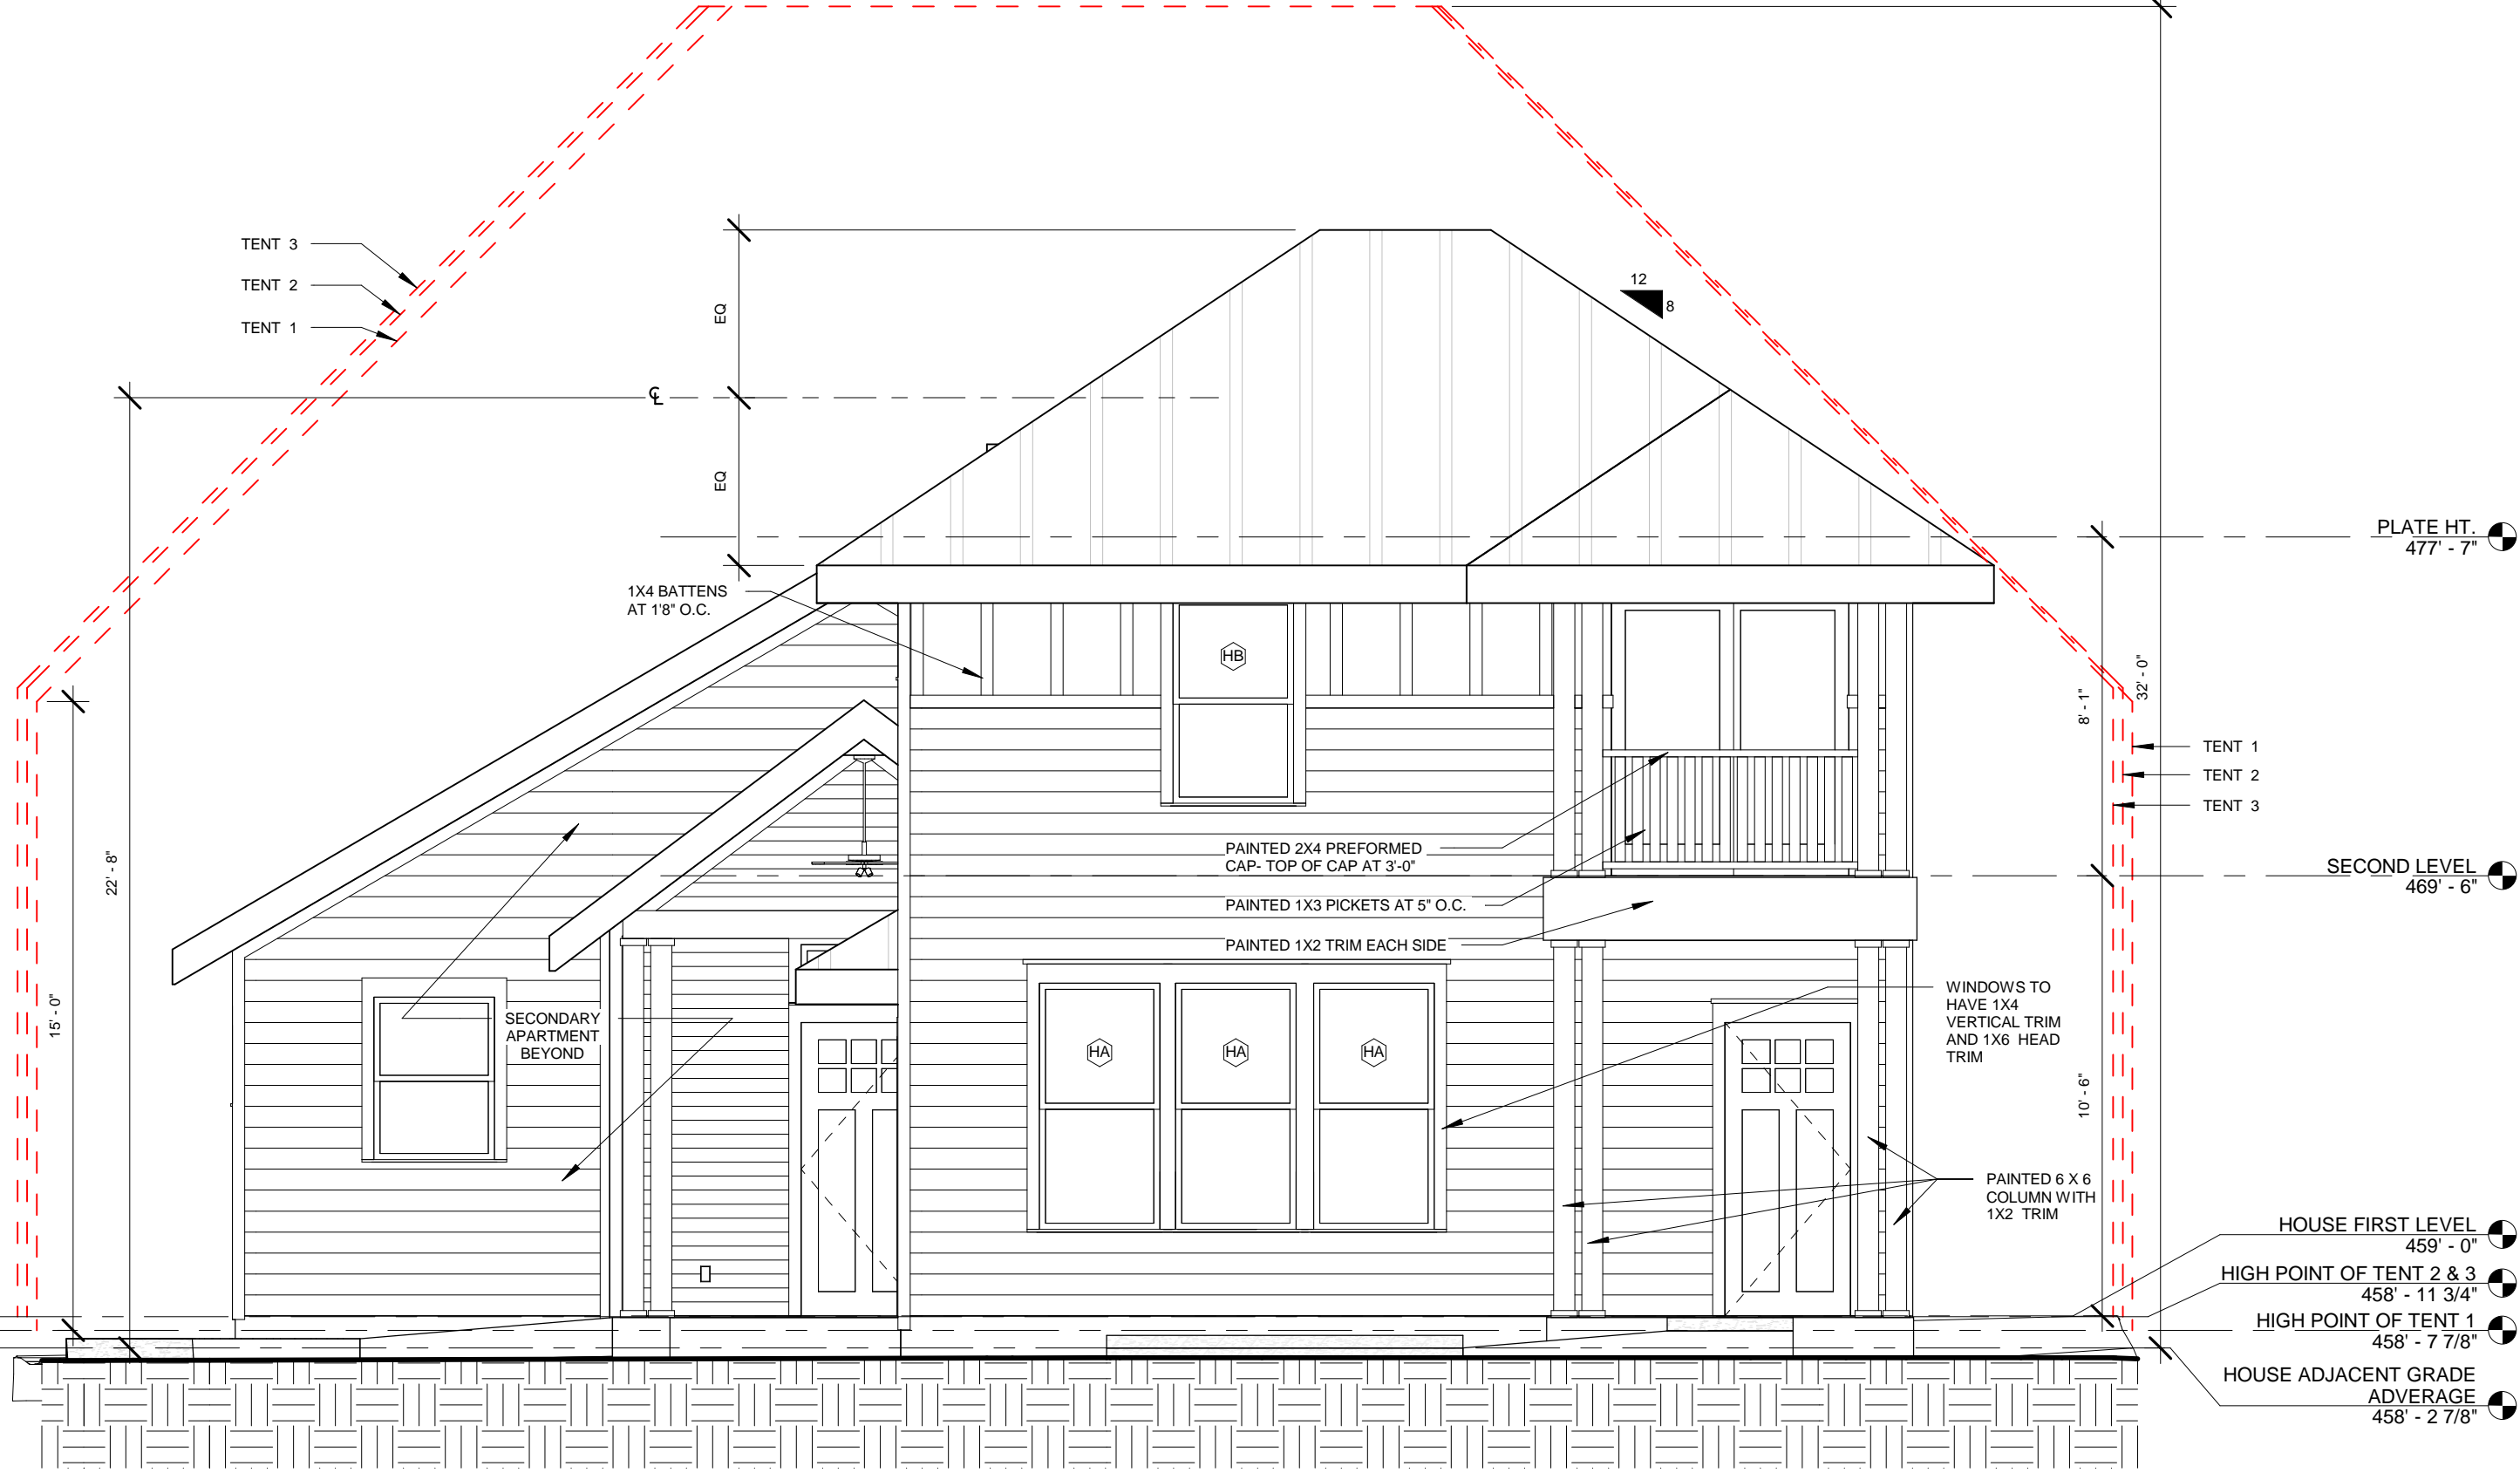 TENT 3
TENT 2
TENT 1
EQ
EQ
℄
12
8
1X4 BATTENS
AT 1'8" O.C.
HB
PLATE HT.
477' - 7"
8' - 1"
32' - 0"
TENT 1
TENT 2
TENT 3
22' - 8"
15' - 0"
PAINTED 2X4 PREFORMED
CAP- TOP OF CAP AT 3'-0"
PAINTED 1X3 PICKETS AT 5" O.C.
PAINTED 1X2 TRIM EACH SIDE
SECOND LEVEL
469' - 6"
SECONDARY
APARTMENT
BEYOND
HA
HA
HA
WINDOWS TO
HAVE 1X4
VERTICAL TRIM
AND 1X6 HEAD
TRIM
10' - 6"
PAINTED 6 X 6
COLUMN WITH
1X2 TRIM
HOUSE FIRST LEVEL
459' - 0"
HIGH POINT OF TENT 2 & 3
458' - 11 3/4"
HIGH POINT OF TENT 1
458' - 7 7/8"
HOUSE ADJACENT GRADE
ADVERAGE
458' - 2 7/8"